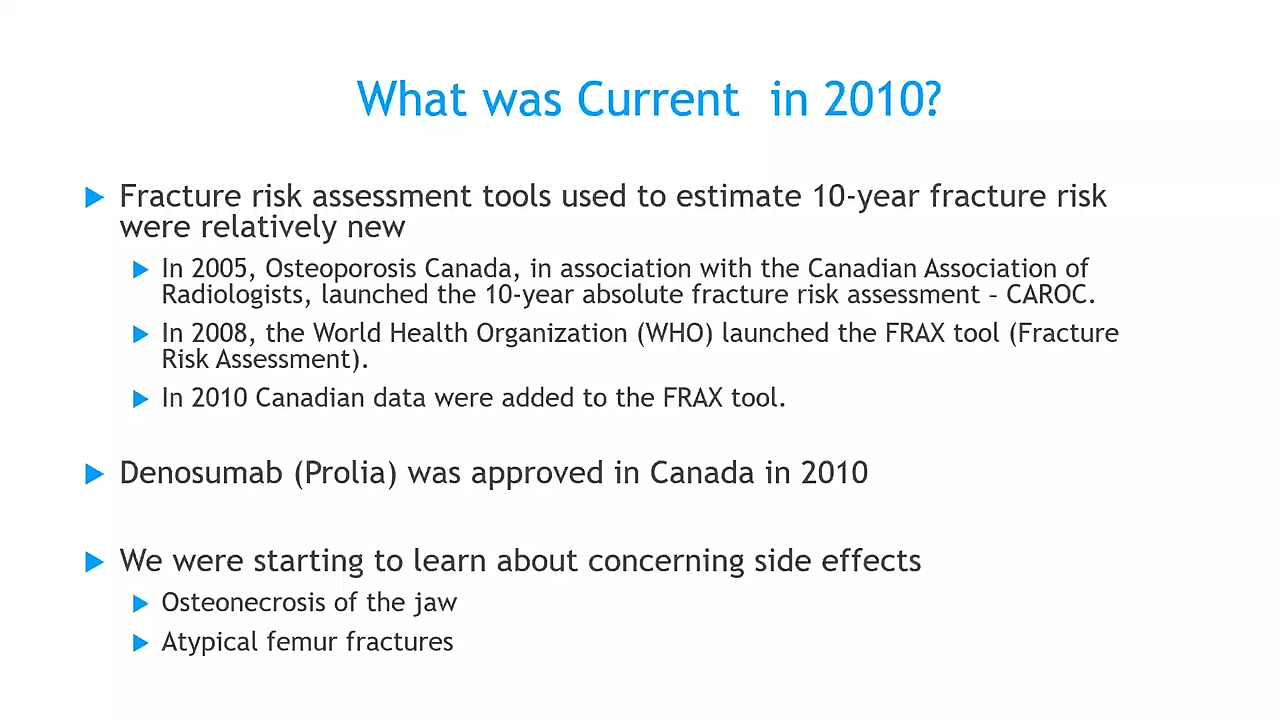 What was Current  in 2010?
Fracture risk assessment tools used to estimate 10-year fracture risk
were relatively new
In 2005, Osteoporosis Canada, in association with the Canadian Association of
Radiologists, launched the 10-year absolute fracture risk assessment – CAROC.
In 2008, the World Health Organization (WHO) launched the FRAX tool (Fracture
Risk Assessment).
In 2010 Canadian data were added to the FRAX tool.
Denosumab (Prolia) was approved in Canada in 2010
We were starting to learn about concerning side effects
Osteonecrosis of the jaw
Atypical femur fractures